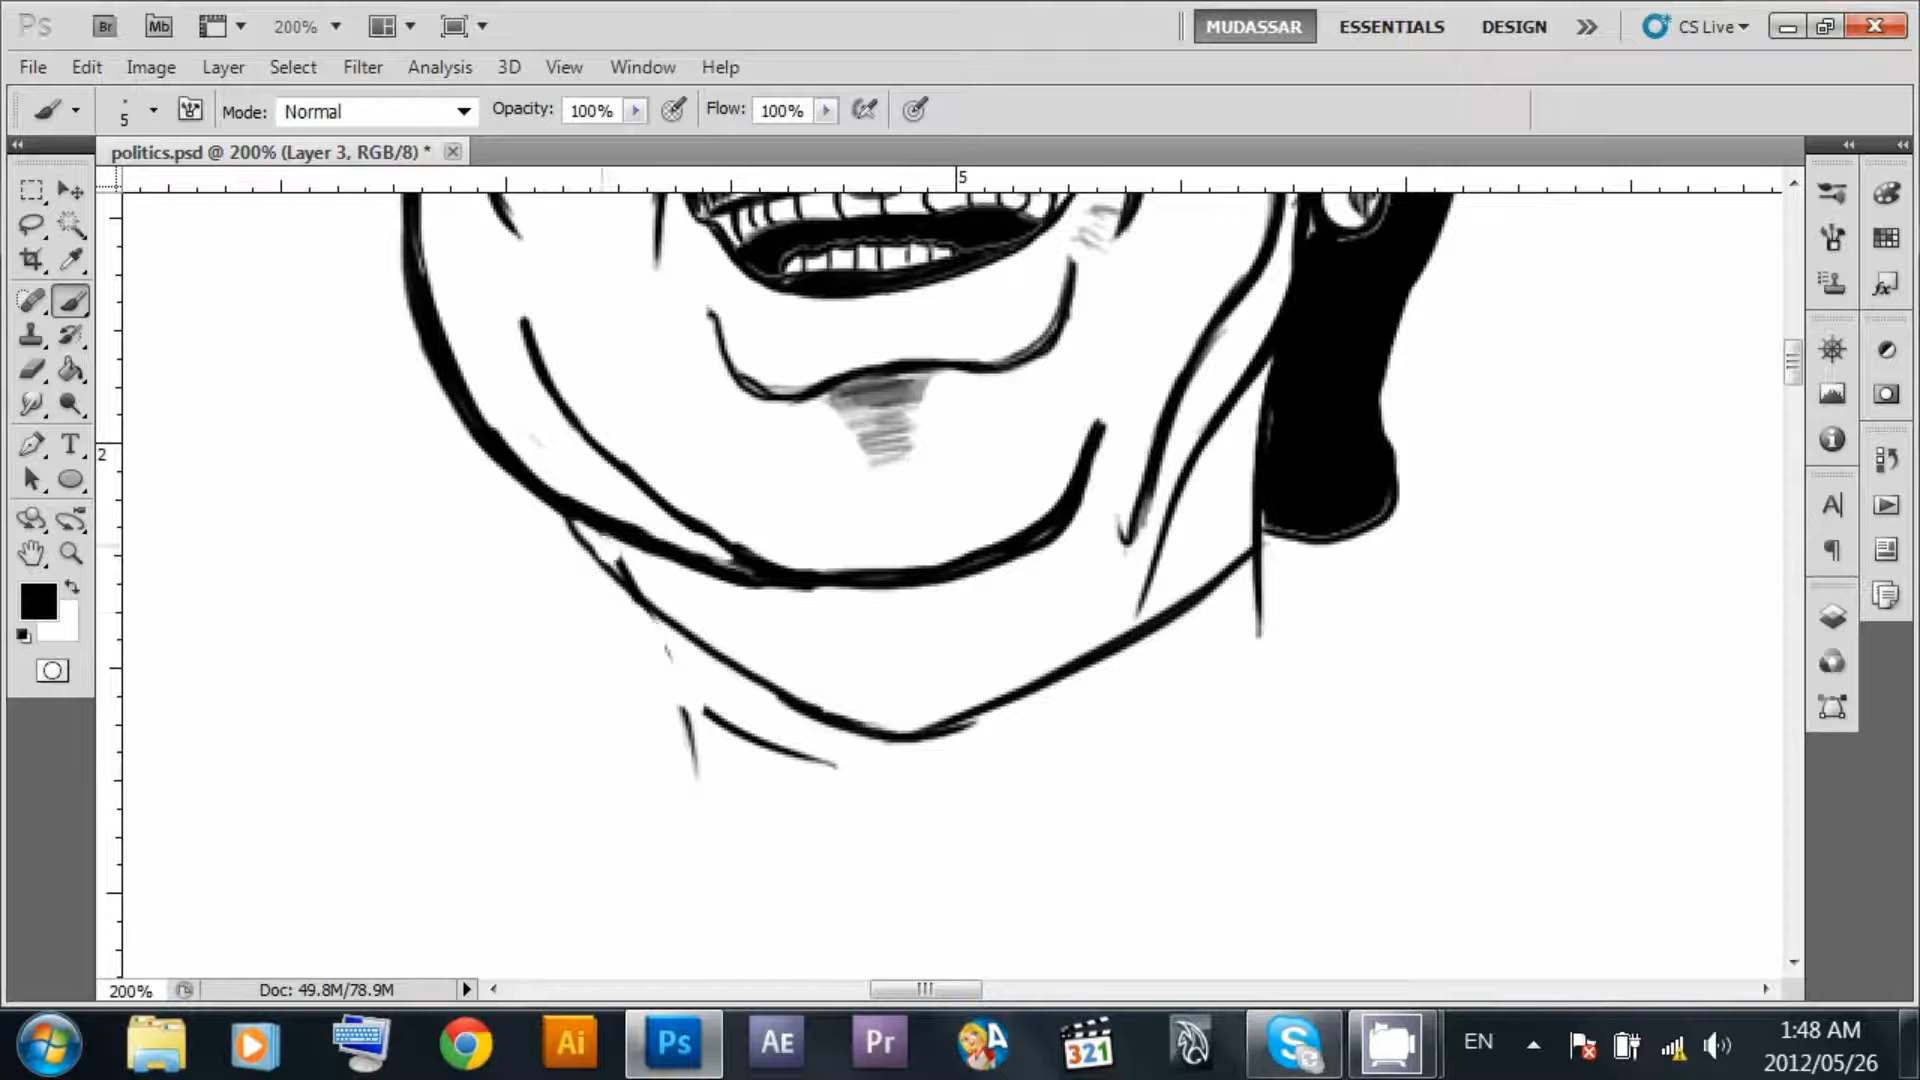 Ps Br Mb 200% MUDASSAR ESSENTIALS DESIGN CS Live
File Edit Image Layer Select Filter Analysis 3D View Window Help
5 Mode: Normal Opacity: 100% Flow: 100%
politics.psd @ 200% (Layer 3, RGB/8) *
5
2
T
fx
A
200% Doc: 49.8M/78.9M
Ai Ps AE Pr A 321 S EN 1:48 AM
2012/05/26